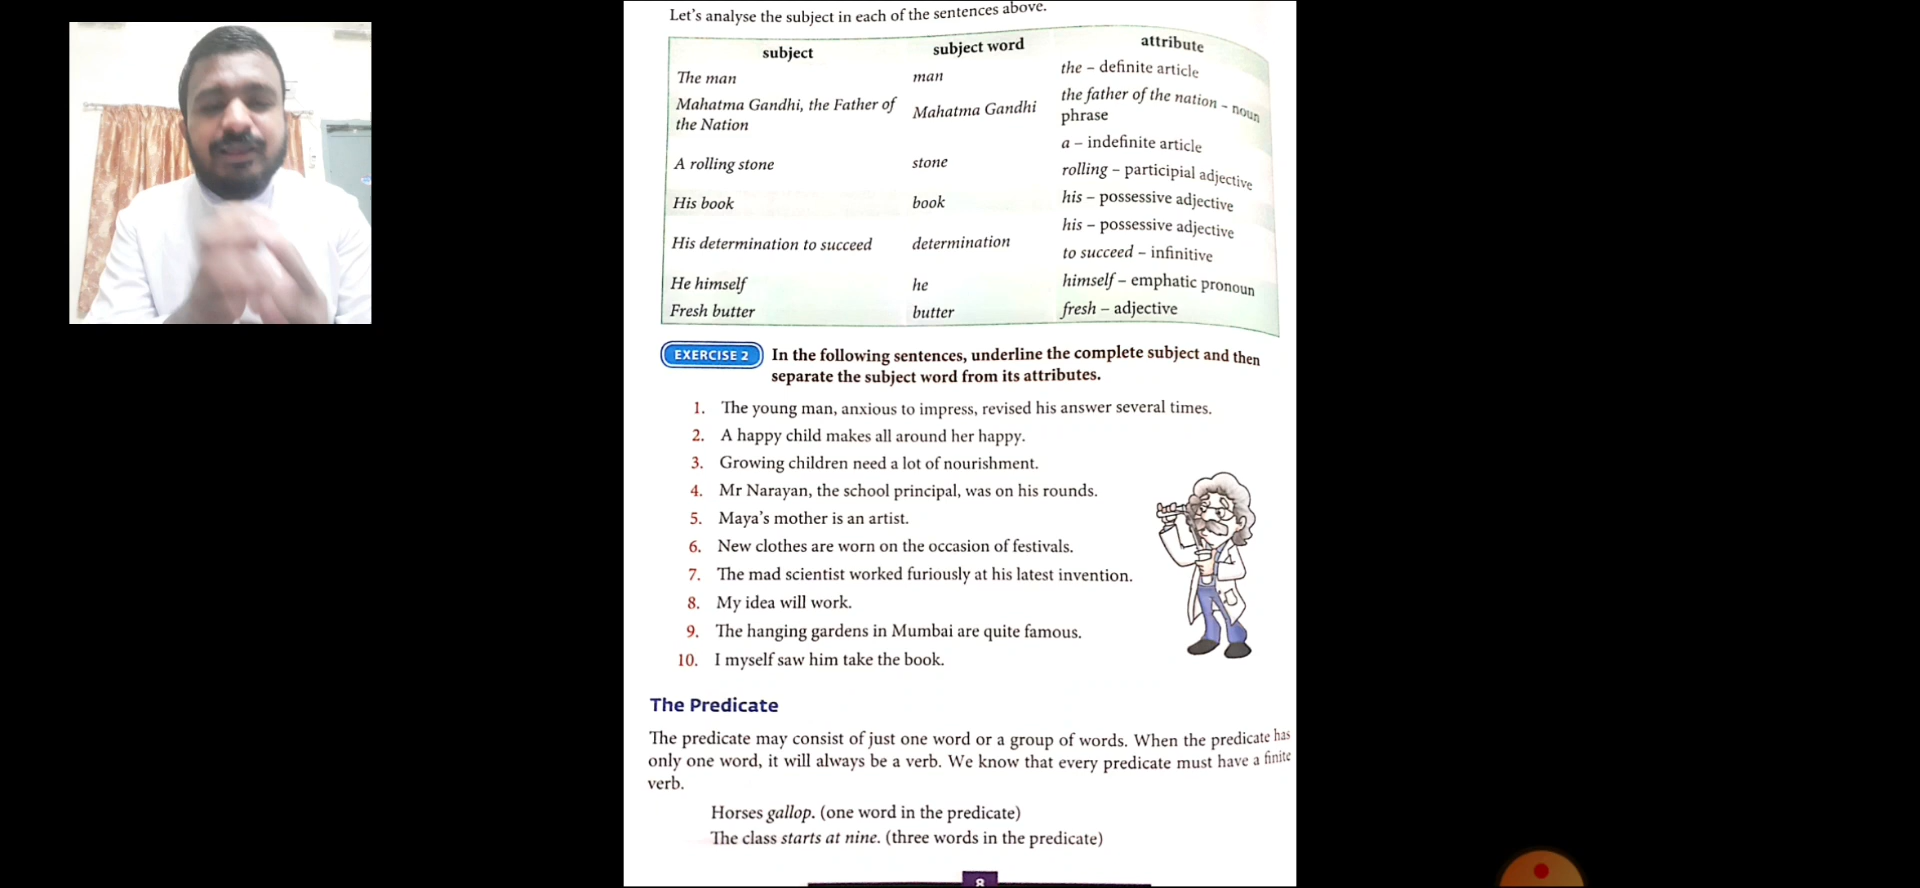 Let's analyse the subject in each of the sentences above.
subject subject word attribute
The man man the – definite article
Mahatma Gandhi, the Father of the Nation Mahatma Gandhi the father of the nation – noun phrase
A rolling stone stone a – indefinite article
rolling – participial adjective
His book book his – possessive adjective
His determination to succeed determination his – possessive adjective
to succeed – infinitive
He himself he himself – emphatic pronoun
Fresh butter butter fresh – adjective
EXERCISE 2 In the following sentences, underline the complete subject and then
separate the subject word from its attributes.
1. The young man, anxious to impress, revised his answer several times.
2. A happy child makes all around her happy.
3. Growing children need a lot of nourishment.
4. Mr Narayan, the school principal, was on his rounds.
5. Maya's mother is an artist.
6. New clothes are worn on the occasion of festivals.
7. The mad scientist worked furiously at his latest invention.
8. My idea will work.
9. The hanging gardens in Mumbai are quite famous.
10. I myself saw him take the book.
The Predicate
The predicate may consist of just one word or a group of words. When the predicate has
only one word, it will always be a verb. We know that every predicate must have a finite
verb.
Horses gallop. (one word in the predicate)
The class starts at nine. (three words in the predicate)
8